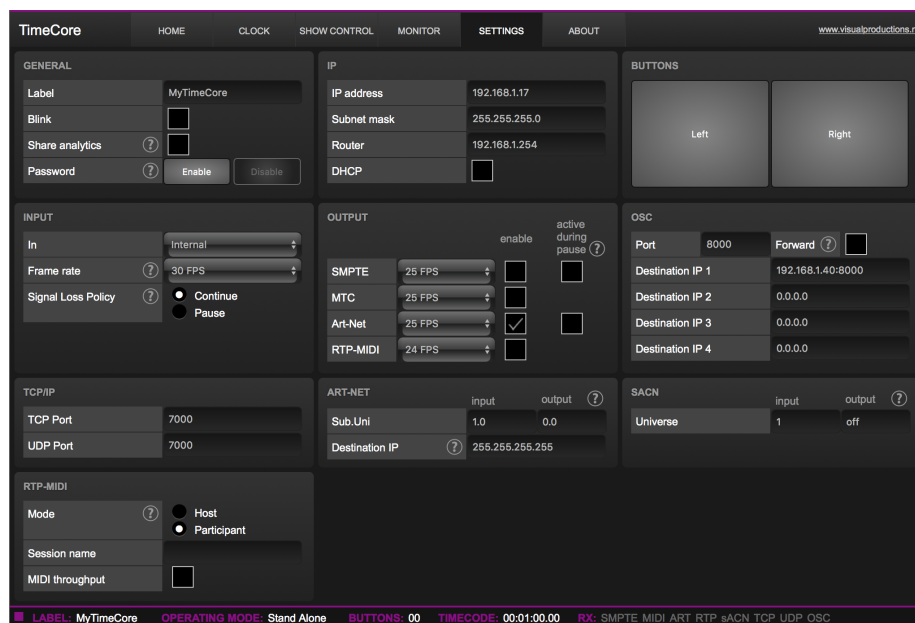 TimeCore HOME CLOCK SHOW CONTROL MONITOR SETTINGS ABOUT www.visualproductions.n
GENERAL
Label MyTimeCore
Blink
Share analytics ?
Password ? Enable Disable
IP
IP address 192.168.1.17
Subnet mask 255.255.255.0
Router 192.168.1.254
DHCP
BUTTONS
Left Right
INPUT
In Internal
Frame rate ? 30 FPS
Signal Loss Policy ? Continue
Pause
OUTPUT
enable
active
during
pause ?
SMPTE 25 FPS
MTC 25 FPS
Art-Net 25 FPS
RTP-MIDI 24 FPS
OSC
Port 8000 Forward ?
Destination IP 1 192.168.1.40:8000
Destination IP 2 0.0.0.0
Destination IP 3 0.0.0.0
Destination IP 4 0.0.0.0
TCP/IP
TCP Port 7000
UDP Port 7000
ART-NET
input output ?
Sub.Uni 1.0 0.0
Destination IP ? 255.255.255.255
SACN
input output ?
Universe 1 off
RTP-MIDI
Mode ? Host
Participant
Session name
MIDI throughput
LABEL: MyTimeCore OPERATING MODE: Stand Alone BUTTONS: 00 TIMECODE: 00:01:00.00 RX: SMPTE MIDI ART RTP sACN TCP UDP OSC